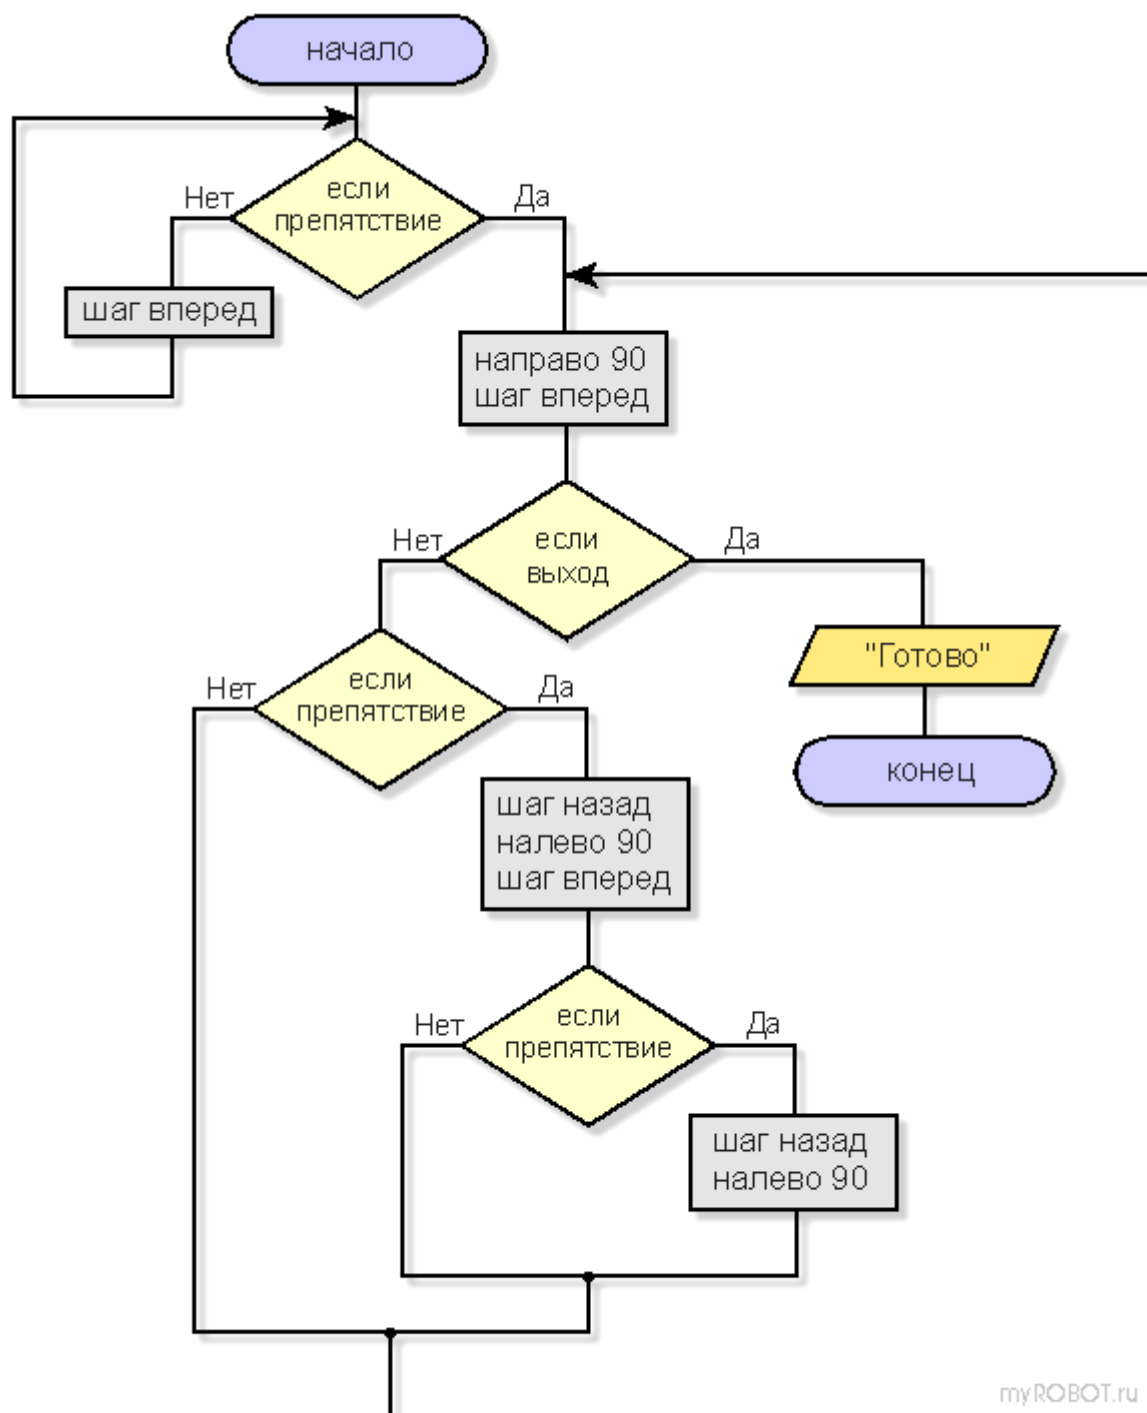 начало
если
препятствие
Нет
Да
шаг вперед
направо 90
шаг вперед
если
выход
Нет
Да
"Готово"
конец
если
препятствие
Нет
Да
шаг назад
налево 90
шаг вперед
если
препятствие
Нет
Да
шаг назад
налево 90
myROBOT.ru